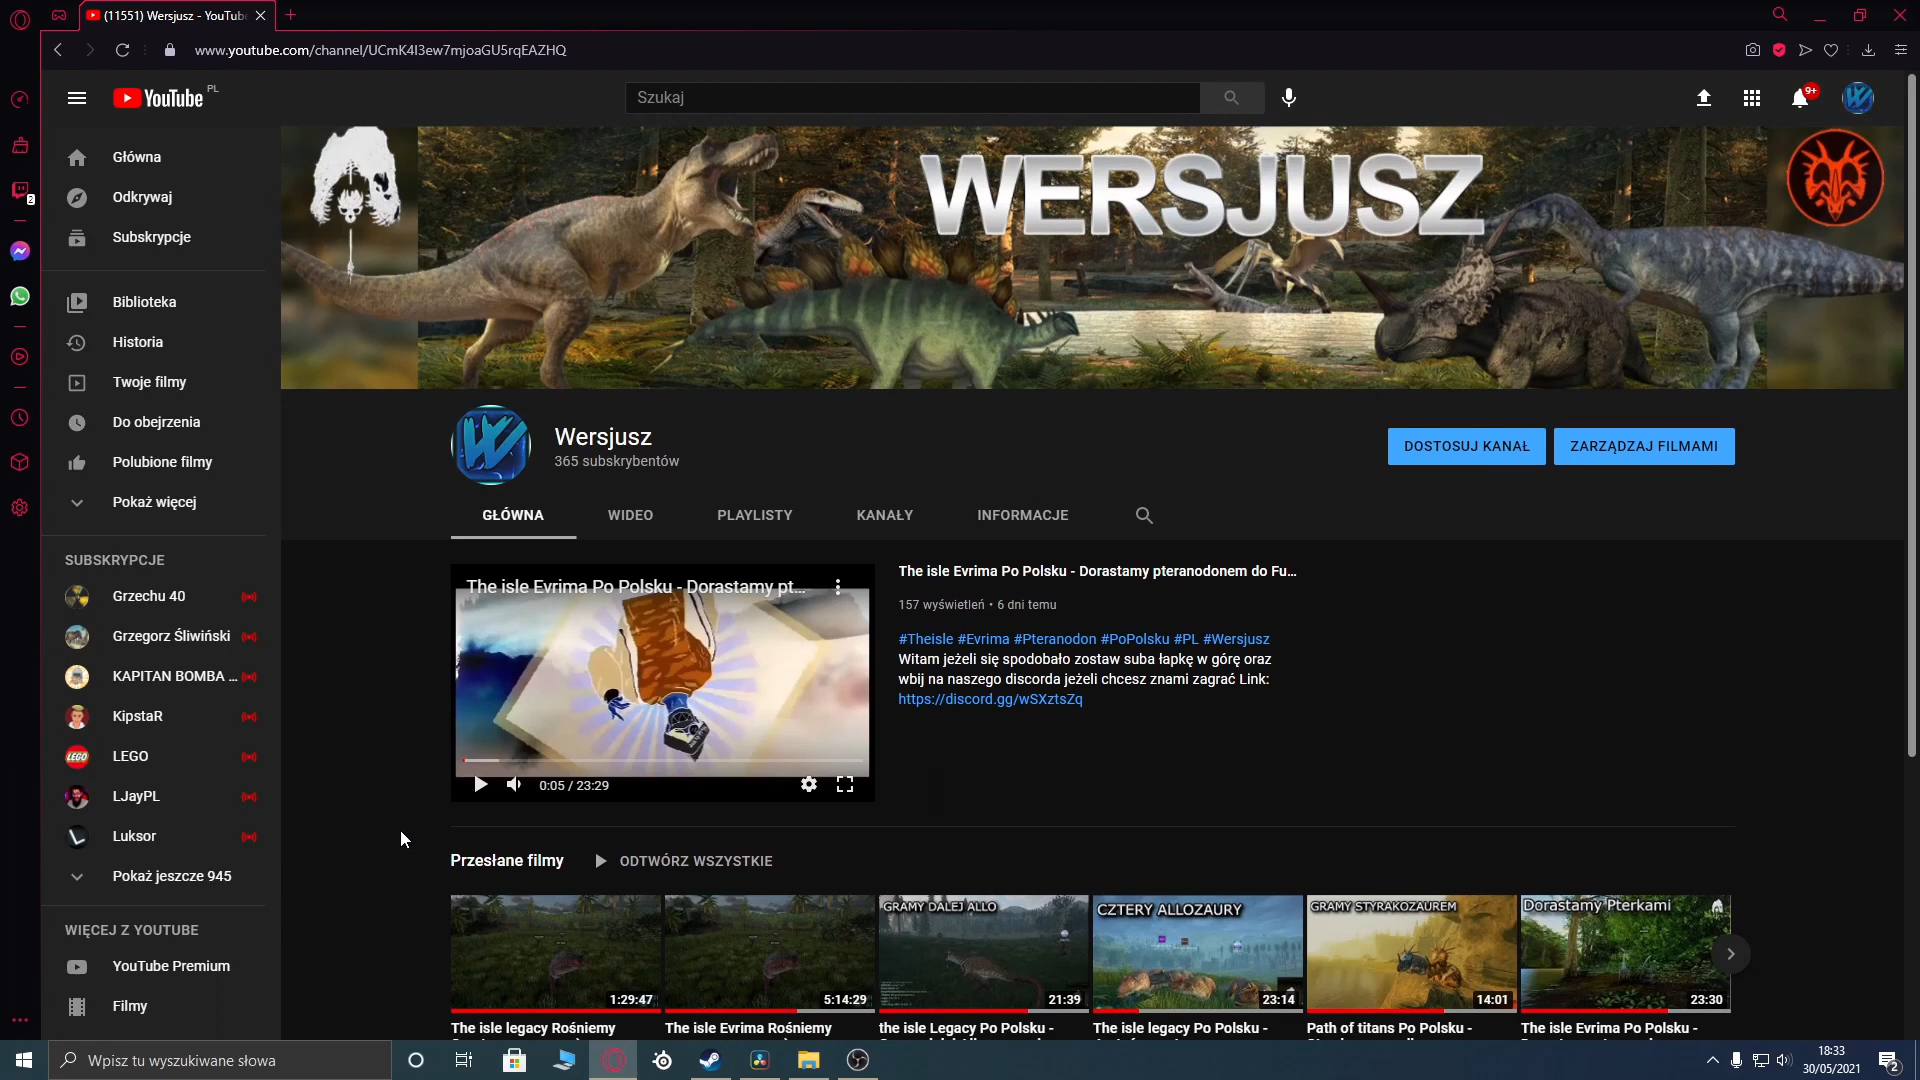 (11551) Wersjusz - YouTube
www.youtube.com/channel/UCmK4I3ew7mjoaGU5rqEAZHQ
YouTube PL
Szukaj
9+
2
Główna
Odkrywaj
Subskrypcje
Biblioteka
Historia
Twoje filmy
Do obejrzenia
Polubione filmy
Pokaż więcej
SUBSKRYPCJE
Grzechu 40
Grzegorz Śliwiński
KAPITAN BOMBA ...
KipstaR
LEGO
LEGO
LJayPL
Luksor
Pokaż jeszcze 945
WIĘCEJ Z YOUTUBE
YouTube Premium
Filmy
WERSJUSZ
Wersjusz
365 subskrybentów
DOSTOSUJ KANAŁ
ZARZĄDZAJ FILMAMI
GŁÓWNA
WIDEO
PLAYLISTY
KANAŁY
INFORMACJE
The isle Evrima Po Polsku - Dorastamy pt...
0:05 / 23:29
The isle Evrima Po Polsku - Dorastamy pteranodonem do Fu...
157 wyświetleń • 6 dni temu
#Theisle #Evrima #Pteranodon #PoPolsku #PL #Wersjusz
Witam jeżeli się spodobało zostaw suba łapkę w górę oraz
wbij na naszego discorda jeżeli chcesz znami zagrać Link:
https://discord.gg/wSXztsZq
Przesłane filmy
ODTWÓRZ WSZYSTKIE
1:29:47
5:14:29
GRAMY DALEJ ALLO
21:39
CZTERY ALLOZAURY
23:14
GRAMY STYRAKOZAUREM
14:01
Dorastamy Pterkami
23:30
The isle legacy Rośniemy
The isle Evrima Rośniemy
the isle Legacy Po Polsku -
The isle legacy Po Polsku -
Path of titans Po Polsku -
The isle Evrima Po Polsku -
Wpisz tu wyszukiwane słowa
18:33
30/05/2021
2